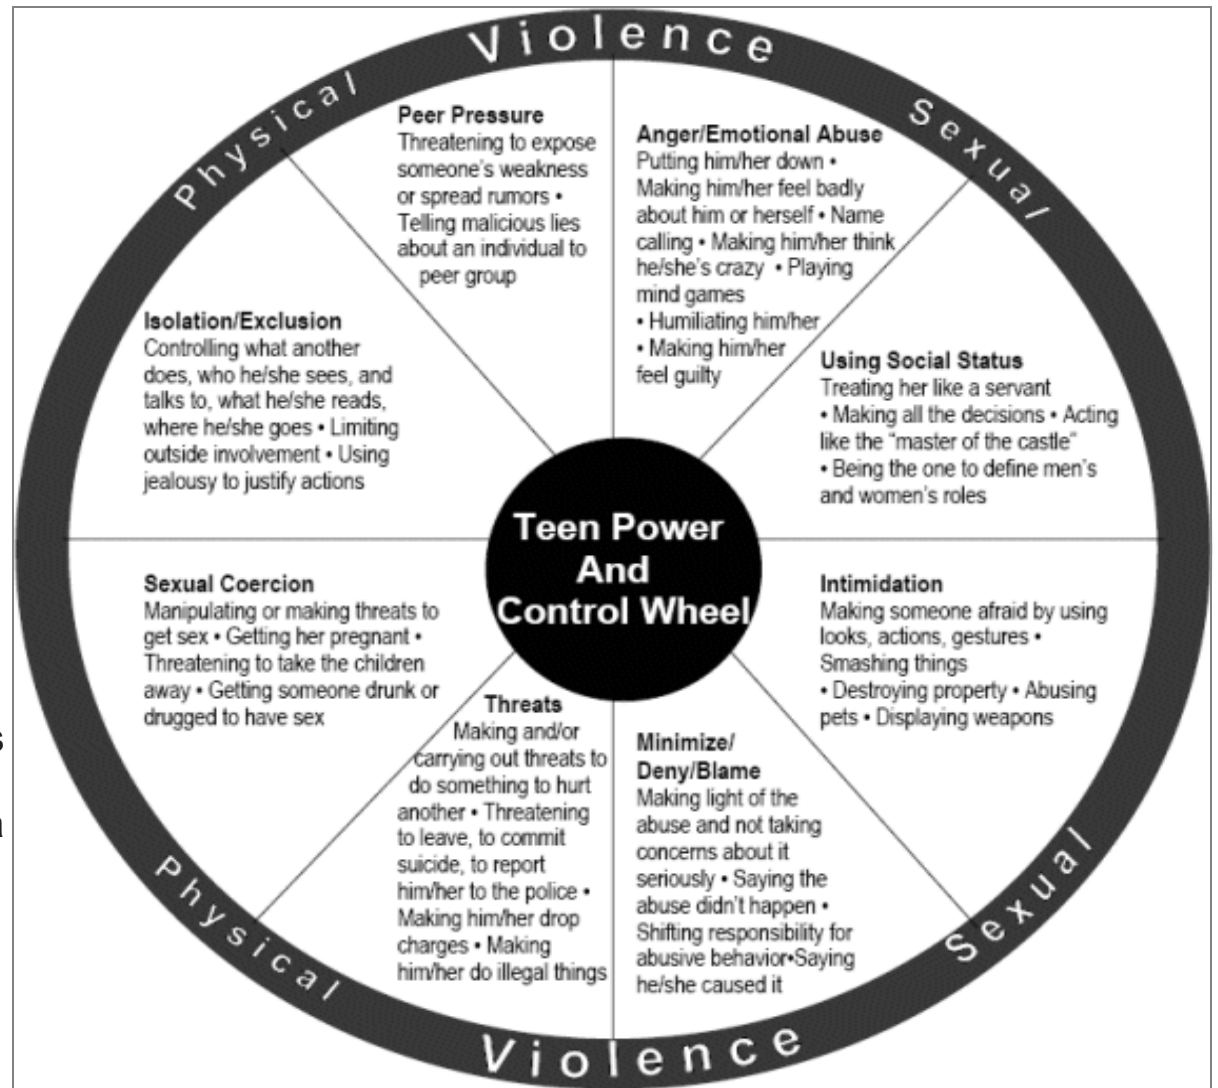 Physical Violence Sexual
Peer Pressure
Threatening to expose
someone's weakness
or spread rumors •
Telling malicious lies
about an individual to
peer group
Anger/Emotional Abuse
Putting him/her down •
Making him/her feel badly
about him or herself • Name
calling • Making him/her think
he/she's crazy • Playing
mind games
• Humiliating him/her
• Making him/her
feel guilty
Isolation/Exclusion
Controlling what another
does, who he/she sees, and
talks to, what he/she reads,
where he/she goes • Limiting
outside involvement • Using
jealousy to justify actions
Using Social Status
Treating her like a servant
• Making all the decisions • Acting
like the "master of the castle"
• Being the one to define men's
and women's roles
Teen Power
And
Control Wheel
Sexual Coercion
Manipulating or making threats to
get sex • Getting her pregnant •
Threatening to take the children
away • Getting someone drunk or
drugged to have sex
Intimidation
Making someone afraid by using
looks, actions, gestures •
Smashing things
• Destroying property • Abusing
pets • Displaying weapons
Threats
Making and/or
carrying out threats to
do something to hurt
another • Threatening
to leave, to commit
suicide, to report
him/her to the police •
Making him/her drop
charges • Making
him/her do illegal things
Minimize/
Deny/Blame
Making light of the
abuse and not taking
concerns about it
seriously • Saying the
abuse didn't happen •
Shifting responsibility for
abusive behavior•Saying
he/she caused it
Physical Violence Sexual